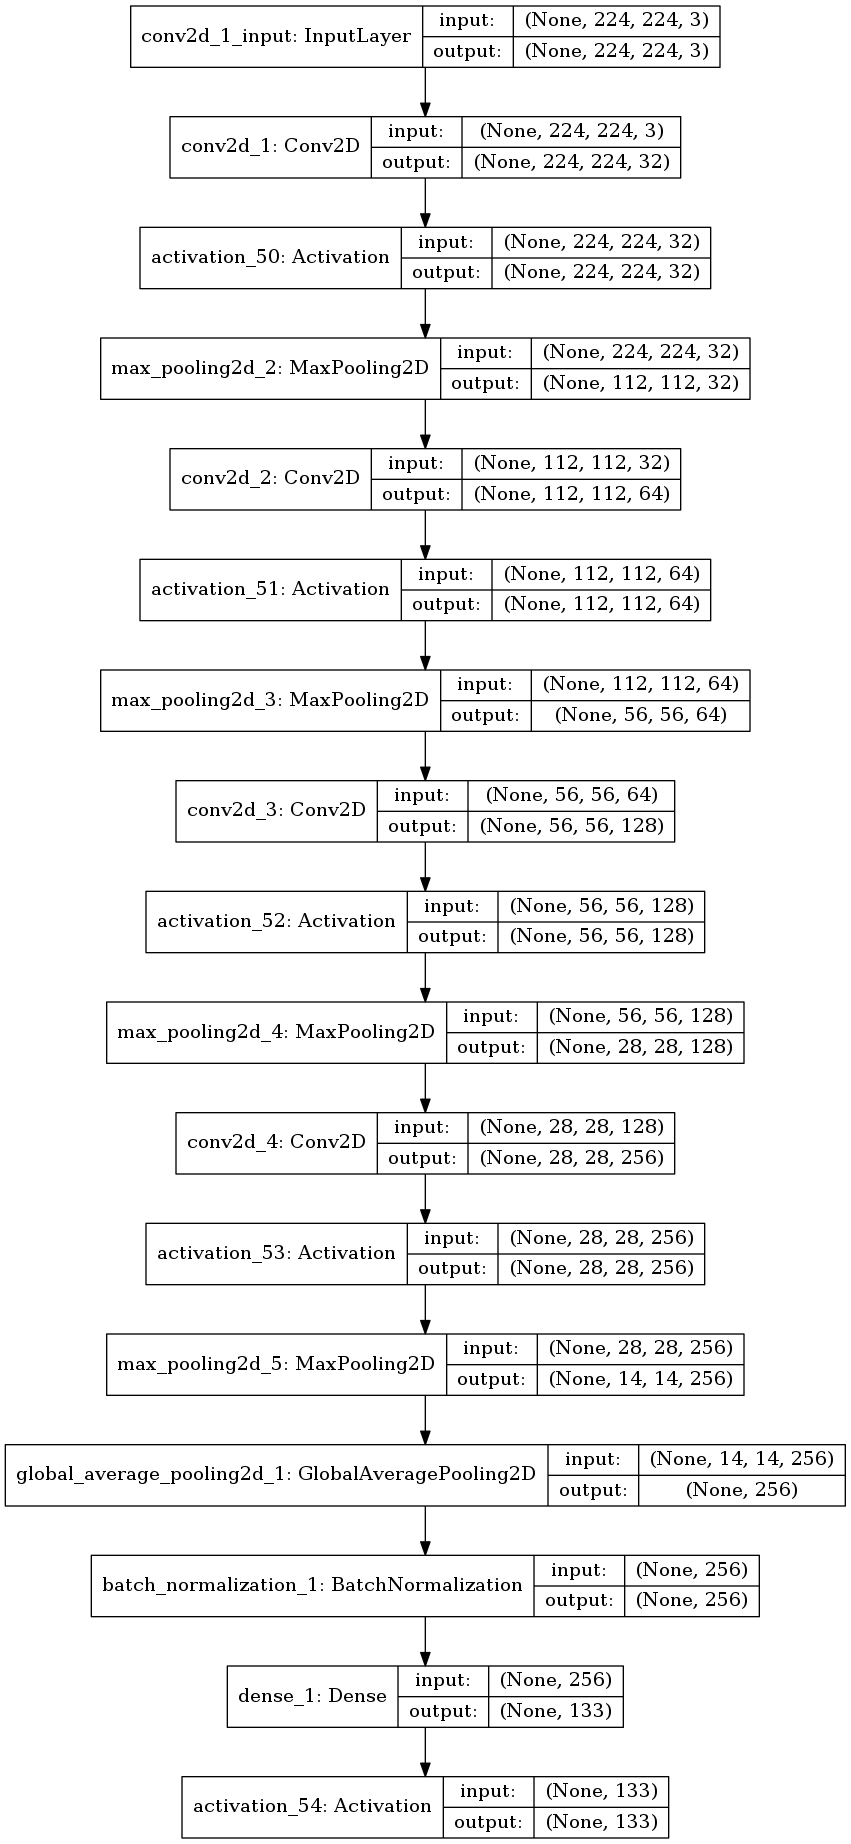 conv2d_1_input: InputLayer
input: (None, 224, 224, 3)
output: (None, 224, 224, 3)
conv2d_1: Conv2D
input: (None, 224, 224, 3)
output: (None, 224, 224, 32)
activation_50: Activation
input: (None, 224, 224, 32)
output: (None, 224, 224, 32)
max_pooling2d_2: MaxPooling2D
input: (None, 224, 224, 32)
output: (None, 112, 112, 32)
conv2d_2: Conv2D
input: (None, 112, 112, 32)
output: (None, 112, 112, 64)
activation_51: Activation
input: (None, 112, 112, 64)
output: (None, 112, 112, 64)
max_pooling2d_3: MaxPooling2D
input: (None, 112, 112, 64)
output: (None, 56, 56, 64)
conv2d_3: Conv2D
input: (None, 56, 56, 64)
output: (None, 56, 56, 128)
activation_52: Activation
input: (None, 56, 56, 128)
output: (None, 56, 56, 128)
max_pooling2d_4: MaxPooling2D
input: (None, 56, 56, 128)
output: (None, 28, 28, 128)
conv2d_4: Conv2D
input: (None, 28, 28, 128)
output: (None, 28, 28, 256)
activation_53: Activation
input: (None, 28, 28, 256)
output: (None, 28, 28, 256)
max_pooling2d_5: MaxPooling2D
input: (None, 28, 28, 256)
output: (None, 14, 14, 256)
global_average_pooling2d_1: GlobalAveragePooling2D
input: (None, 14, 14, 256)
output: (None, 256)
batch_normalization_1: BatchNormalization
input: (None, 256)
output: (None, 256)
dense_1: Dense
input: (None, 256)
output: (None, 133)
activation_54: Activation
input: (None, 133)
output: (None, 133)